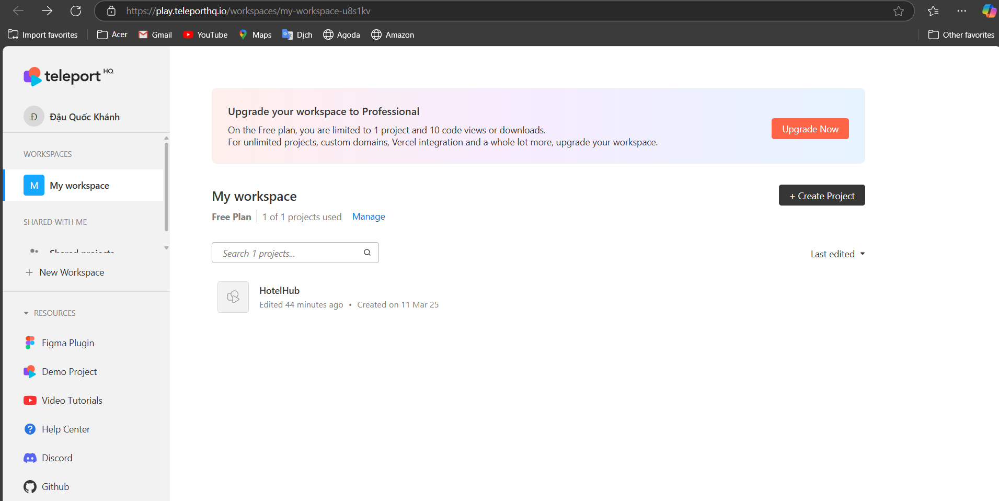 https://play.teleporthq.io/workspaces/my-workspace-u8s1kv
Import favorites
Acer
Gmail
YouTube
Maps
Dịch
Agoda
Amazon
Other favorites
teleport HQ
Đ
Đậu Quốc Khánh
WORKSPACES
M
My workspace
SHARED WITH ME
Shared projects
+ New Workspace
RESOURCES
Figma Plugin
Demo Project
Video Tutorials
Help Center
Discord
Github
Upgrade your workspace to Professional
On the Free plan, you are limited to 1 project and 10 code views or downloads.
For unlimited projects, custom domains, Vercel integration and a whole lot more, upgrade your workspace.
Upgrade Now
My workspace
+ Create Project
Free Plan | 1 of 1 projects used Manage
Search 1 projects...
Last edited
HotelHub
Edited 44 minutes ago • Created on 11 Mar 25